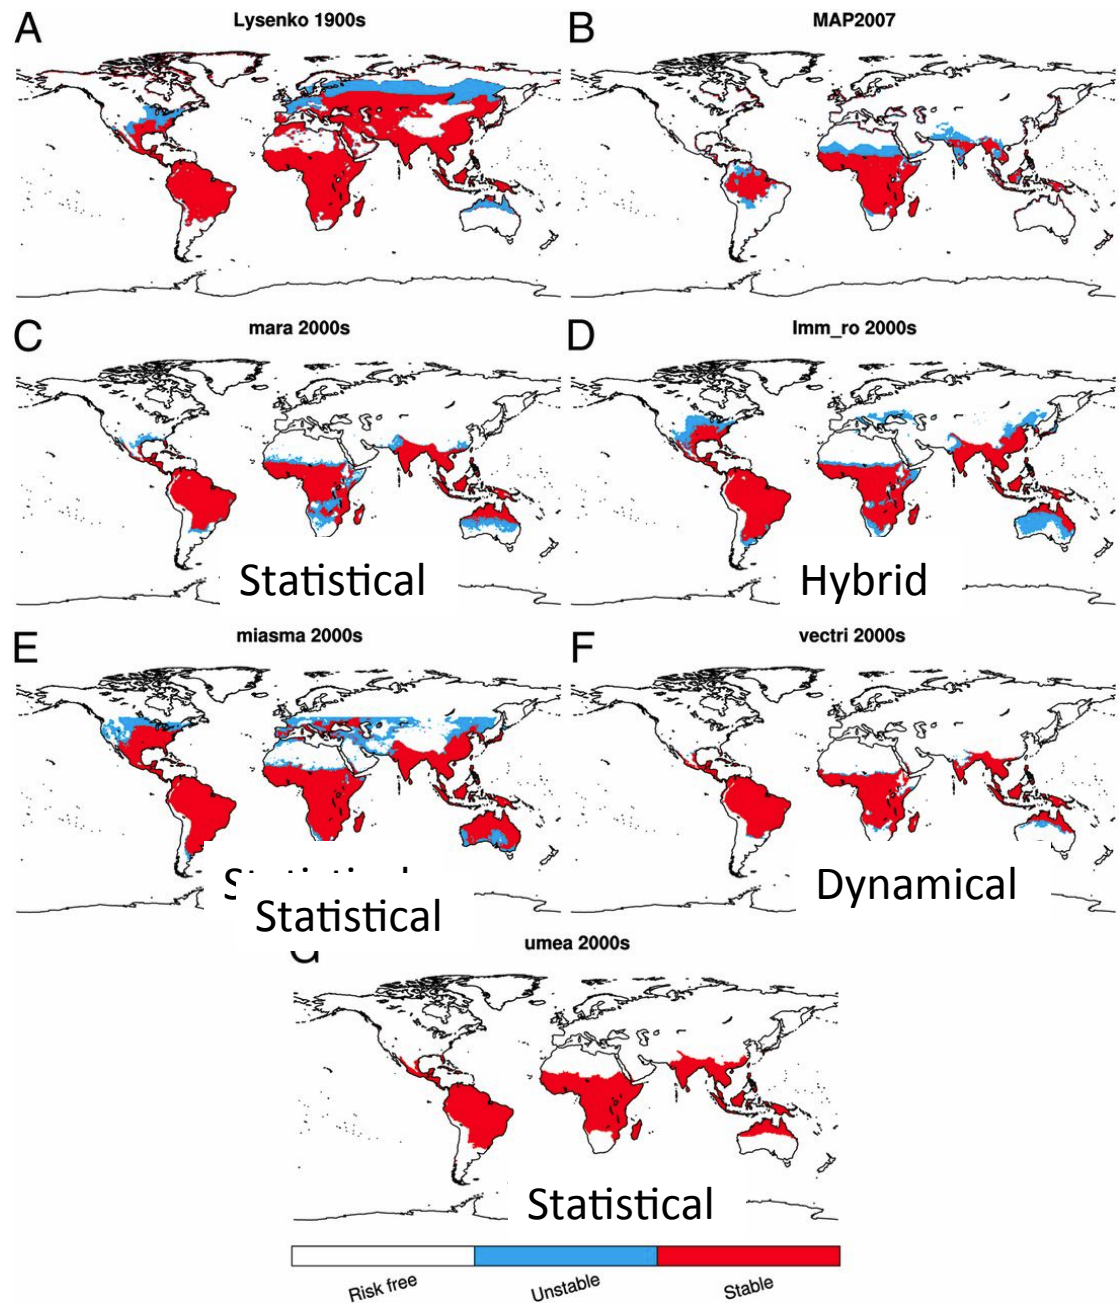 A
Lysenko 1900s
B
MAP2007
C
mara 2000s
D
lmm_ro 2000s
Statistical
Hybrid
E
miasma 2000s
F
vectri 2000s
Statistical
Dynamical
umea 2000s
Statistical
Risk free
Unstable
Stable